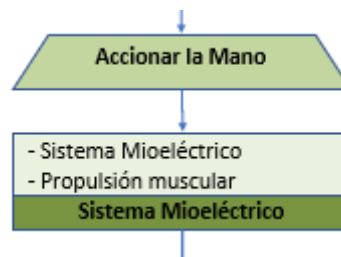 Accionar la Mano
- Sistema Mioeléctrico
- Propulsión muscular
Sistema Mioeléctrico